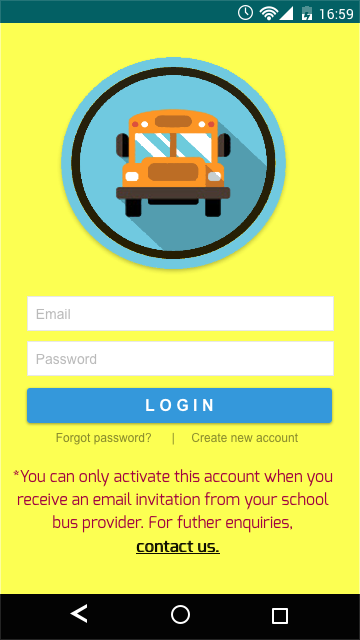 16:59
Email
Password
LOGIN
Forgot password? | Create new account
*You can only activate this account when you
receive an email invitation from your school
bus provider. For futher enquiries,
contact us.